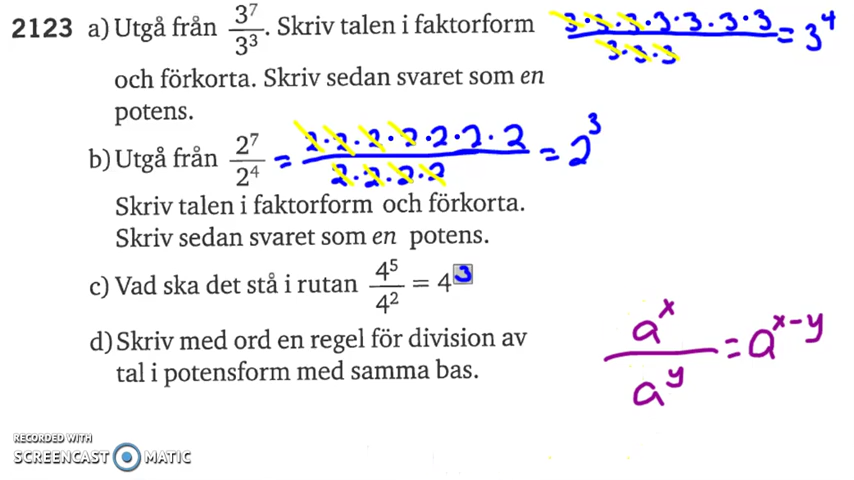 2123 a) Utgå från 3⁷/3³. Skriv talen i faktorform
3·3·3·3·3·3·3/3·3·3 = 3⁴
och förkorta. Skriv sedan svaret som en
potens.
b) Utgå från 2⁷/2⁴ = 2·2·2·2·2·2·2/2·2·2·2 = 2³
Skriv talen i faktorform och förkorta.
Skriv sedan svaret som en potens.
c) Vad ska det stå i rutan 4⁵/4² = 4³
d) Skriv med ord en regel för division av
tal i potensform med samma bas.
aˣ/aʸ = aˣ⁻ʸ
RECORDED WITH
SCREENCAST MATIC